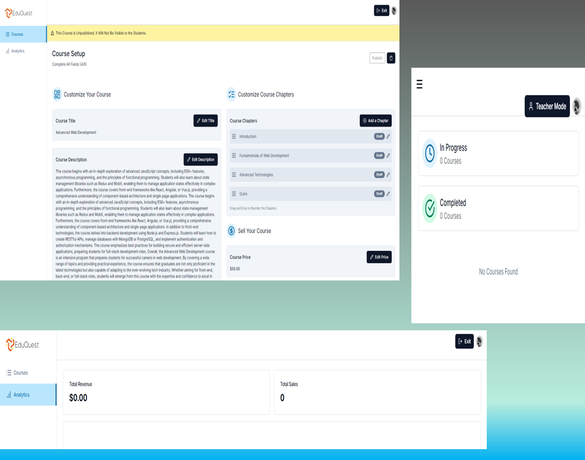 EduQuest
Exit
Courses
Analytics
This Course is Unpublished. It Will Not Be Visible to the Students.
Course Setup
Complete All Fields (4/5)
Publish
Customize Your Course
Course Title
Edit Title
Advanced Web Development
Course Description
Edit Description
The course begins with an in-depth exploration of advanced JavaScript concepts, including ES6+ features,
asynchronous programming, and the principles of functional programming. Students will also learn about state
management libraries such as Redux and MobX, enabling them to manage application states effectively in complex
applications. Furthermore, the course covers front-end frameworks like React, Angular, or Vue.js, providing a
comprehensive understanding of component-based architecture and single-page applications. The course begins
with an in-depth exploration of advanced JavaScript concepts, including ES6+ features, asynchronous
programming, and the principles of functional programming. Students will also learn about state management
libraries such as Redux and MobX, enabling them to manage application states effectively in complex applications.
Furthermore, the course covers front-end frameworks like React, Angular, or Vue.js, providing a comprehensive
understanding of component-based architecture and single-page applications. In addition to front-end
technologies, the course delves into backend development using Node.js and Express.js. Students will learn how to
create RESTful APIs, manage databases with MongoDB or PostgreSQL, and implement authentication and
authorization mechanisms. The course emphasizes best practices for building secure and efficient server-side
applications, preparing students for full-stack development roles. Overall, the Advanced Web Development course
is an intensive program that prepares students for successful careers in web development. By covering a wide
range of topics and providing practical experience, the course ensures that graduates are not only proficient in the
latest technologies but also capable of adapting to the ever-evolving tech industry. Whether aiming for front-end,
back-end, or full-stack roles, students will emerge from this course with the expertise and confidence to excel in
Customize Course Chapters
Course Chapters
Add a Chapter
Introduction
Draft
Fundamentals of Web Development
Draft
Advanced Technologies
Draft
Draft
Drag and Drop to Reorder the Chapters
Sell Your Course
Course Price
Edit Price
Teacher Mode
In Progress
0 Courses
Completed
0 Courses
No Courses Found
EduQuest
Exit
Courses
Analytics
Total Revenue
$0.00
Total Sales
0